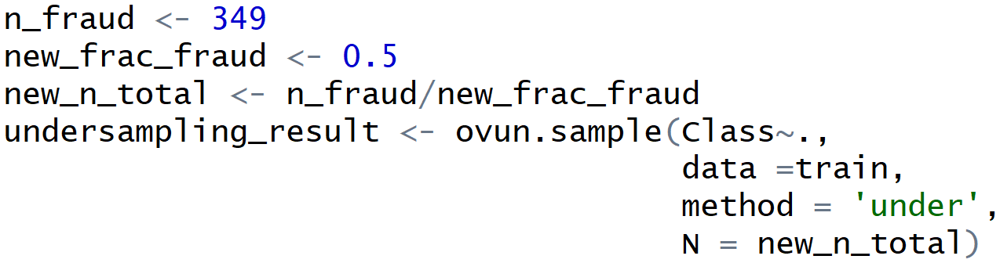 n_fraud <- 349
new_frac_fraud <- 0.5
new_n_total <- n_fraud/new_frac_fraud
undersampling_result <- ovun.sample(Class~.,
data =train,
method = 'under',
N = new_n_total)